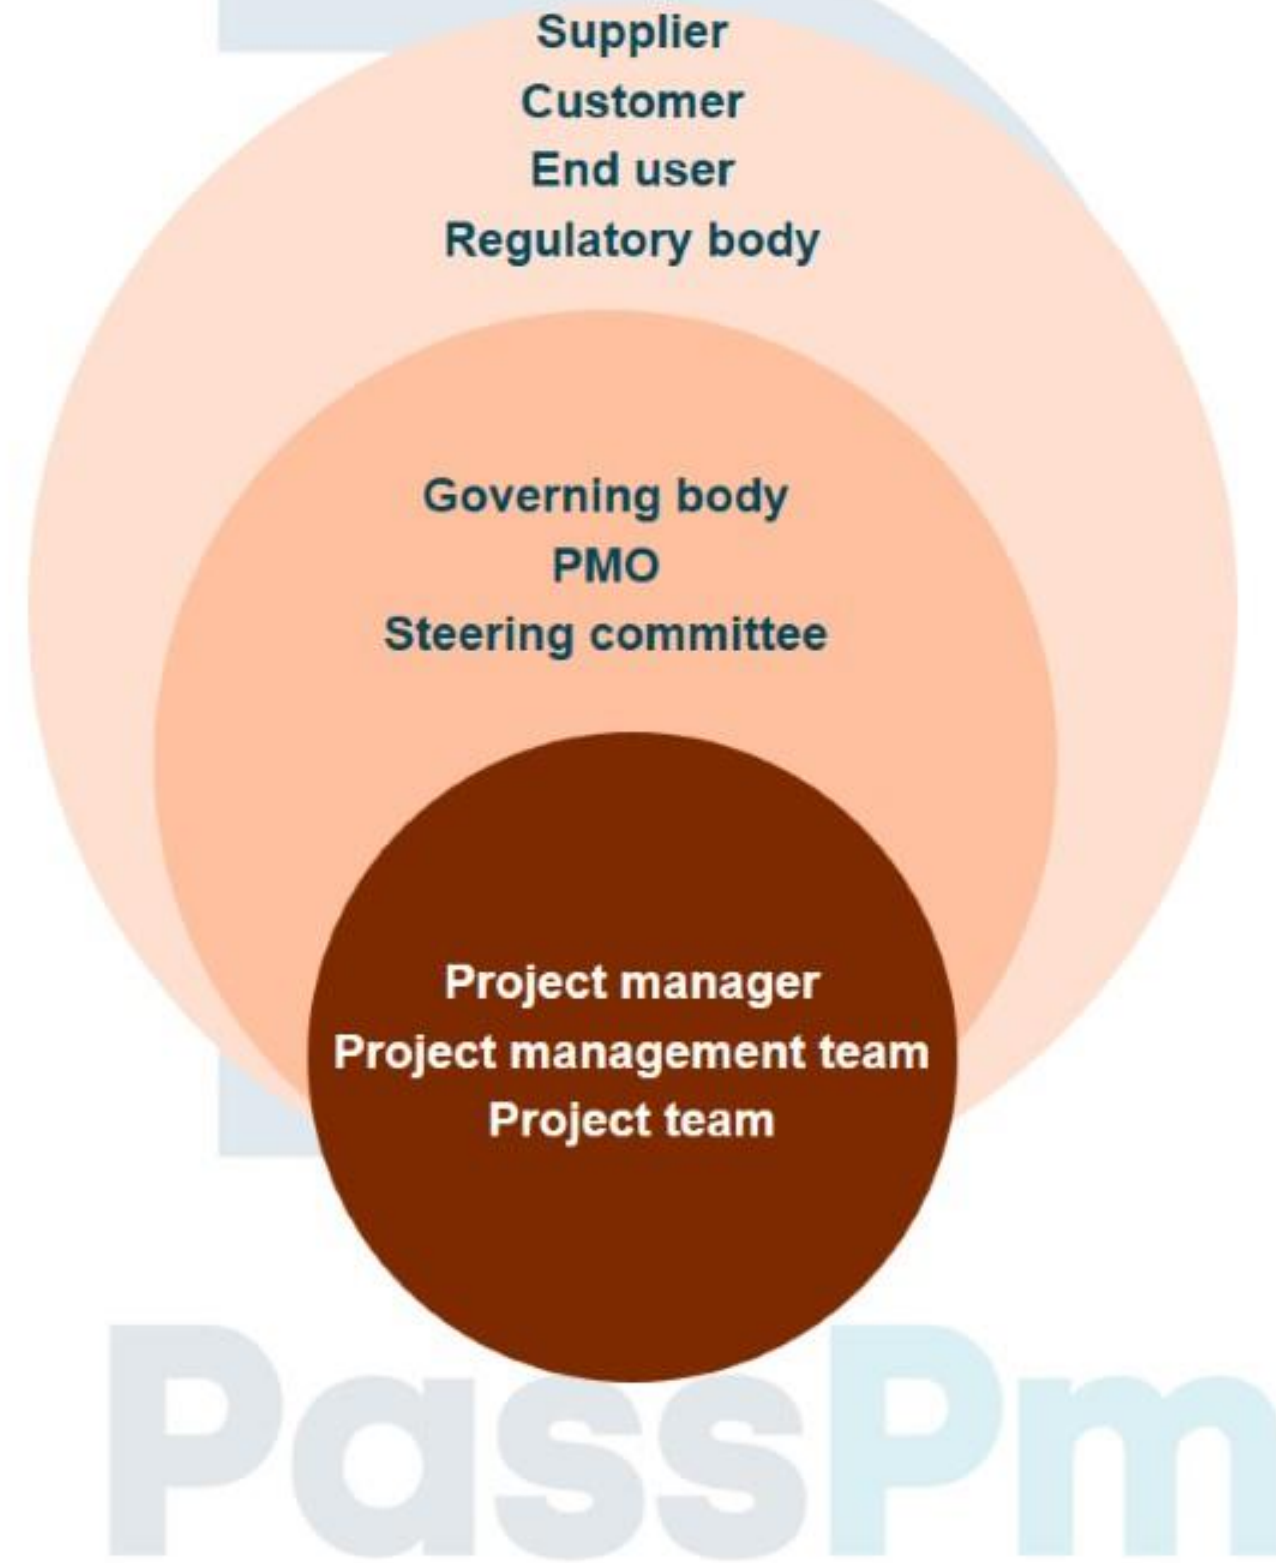 Supplier
Customer
End user
Regulatory body
Governing body
PMO
Steering committee
Project manager
Project management team
Project team
PassPm